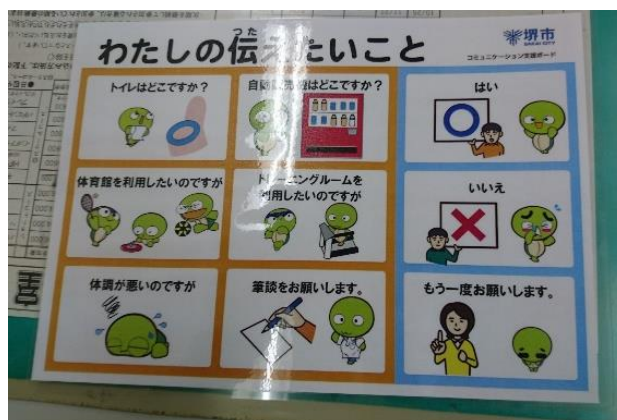 わたしの伝えたいこと
つた
堺市
SAKAI CITY
コミュニケーション支援ボード
トイレはどこですか？
自動販売機はどこですか？
はい
体育館を利用したいのですが
トレーニングルームを
利用したいのですが
いいえ
体調が悪いのですが
筆談をお願いします。
もう一度お願いします。